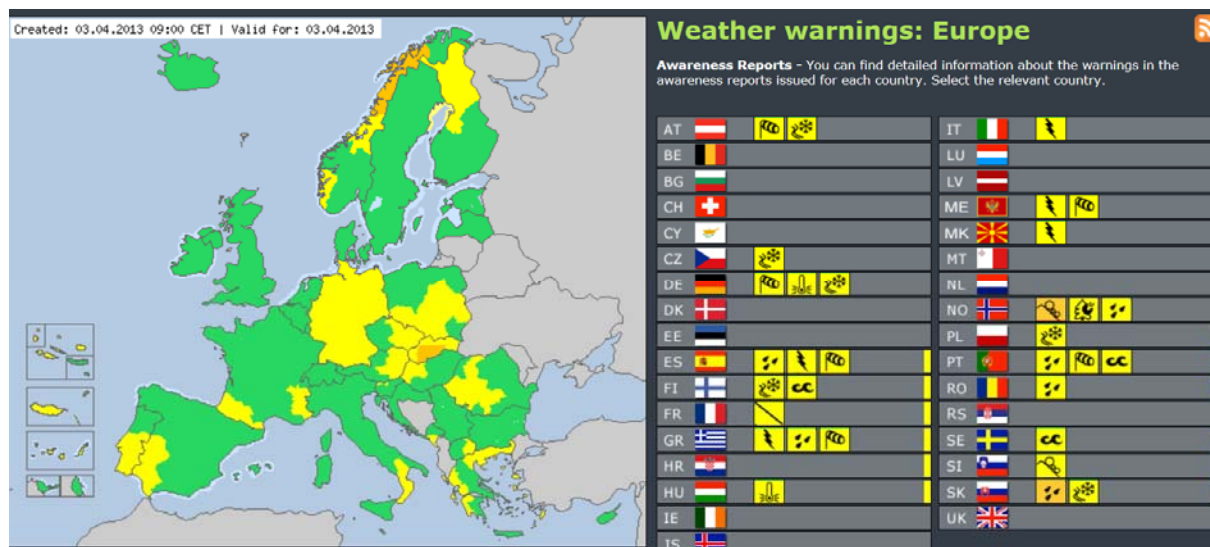 Created: 03.04.2013 09:00 CET | Valid for: 03.04.2013
Weather warnings: Europe
Awareness Reports - You can find detailed information about the warnings in the
awareness reports issued for each country. Select the relevant country.
AT
BE
BG
CH
CY
CZ
DE
DK
EE
ES
FI
FR
GR
HR
HU
IE
IS
IT
LU
LV
ME
MK
MT
NL
NO
PL
PT
RO
RS
SE
SI
SK
UK